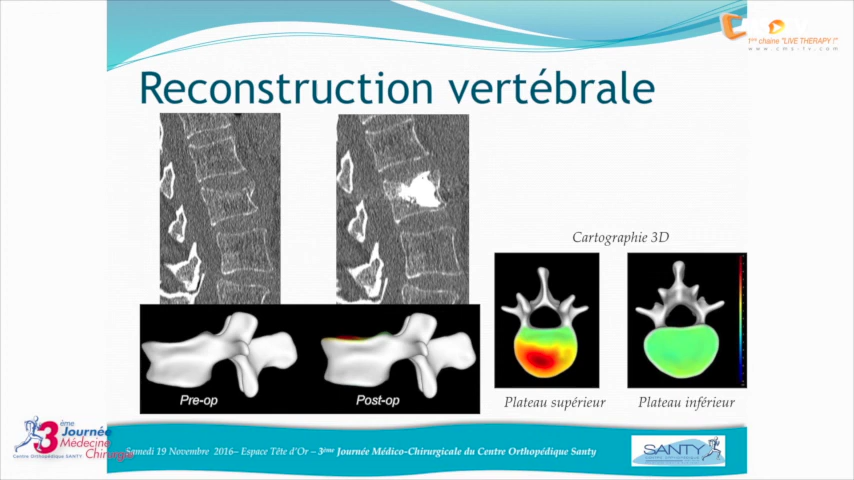 1ère chaine "LIVE THERAPY !"
www.cms-tv.com
Reconstruction vertébrale
Cartographie 3D
Pre-op
Post-op
Plateau supérieur
Plateau inférieur
3ème Journée
Médecine
Chirurgie
Centre Orthopédique SANTY
Samedi 19 Novembre 2016– Espace Tête d'Or – 3ème Journée Médico-Chirurgicale du Centre Orthopédique Santy
SANTY